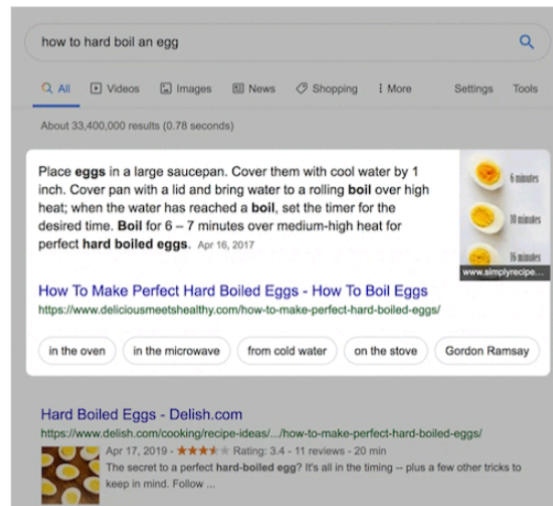 how to hard boil an egg
All Videos Images News Shopping More Settings Tools
About 33,400,000 results (0.78 seconds)
Place eggs in a large saucepan. Cover them with cool water by 1
inch. Cover pan with a lid and bring water to a rolling boil over high
heat; when the water has reached a boil, set the timer for the
desired time. Boil for 6 – 7 minutes over medium-high heat for
perfect hard boiled eggs. Apr 16, 2017
6 minutes
10 minutes
16 minutes
www.simplyrecipe...
How To Make Perfect Hard Boiled Eggs - How To Boil Eggs
https://www.deliciousmeetshealthy.com/how-to-make-perfect-hard-boiled-eggs/
in the oven in the microwave from cold water on the stove Gordon Ramsay
Hard Boiled Eggs - Delish.com
https://www.delish.com/cooking/recipe-ideas/.../how-to-make-perfect-hard-boiled-eggs/
Apr 17, 2019 - Rating: 3.4 - 11 reviews - 20 min
The secret to a perfect hard-boiled egg? It's all in the timing -- plus a few other tricks to
keep in mind. Follow ...